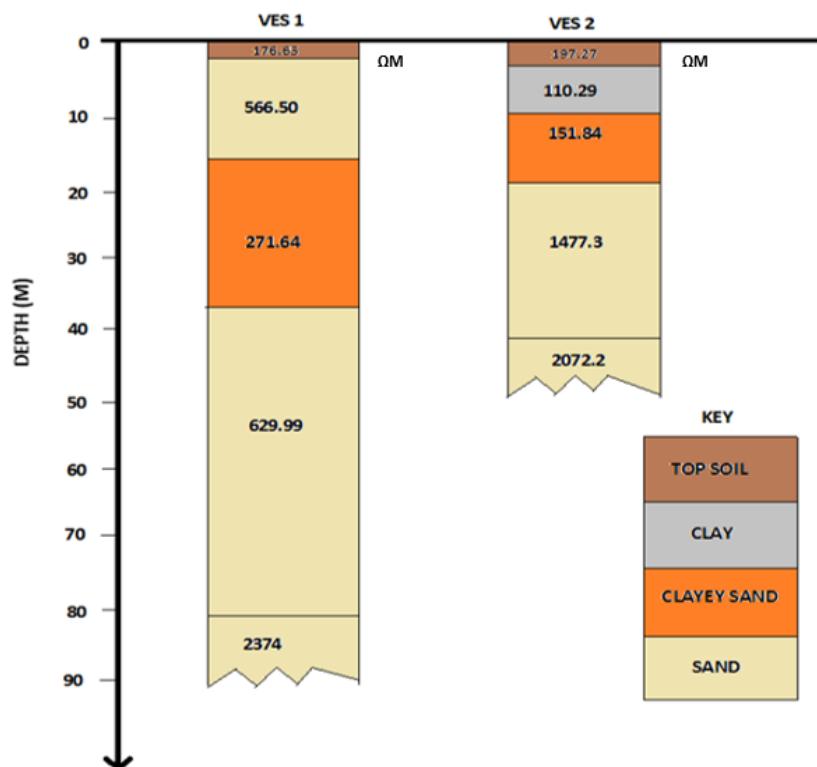 VES 1
VES 2
0
176.63
ΩM
197.27
ΩM
566.50
110.29
10
151.84
20
271.64
1477.3
30
DEPTH (M)
40
2072.2
50
629.99
KEY
60
TOP SOIL
70
CLAY
80
CLAYEY SAND
2374
SAND
90